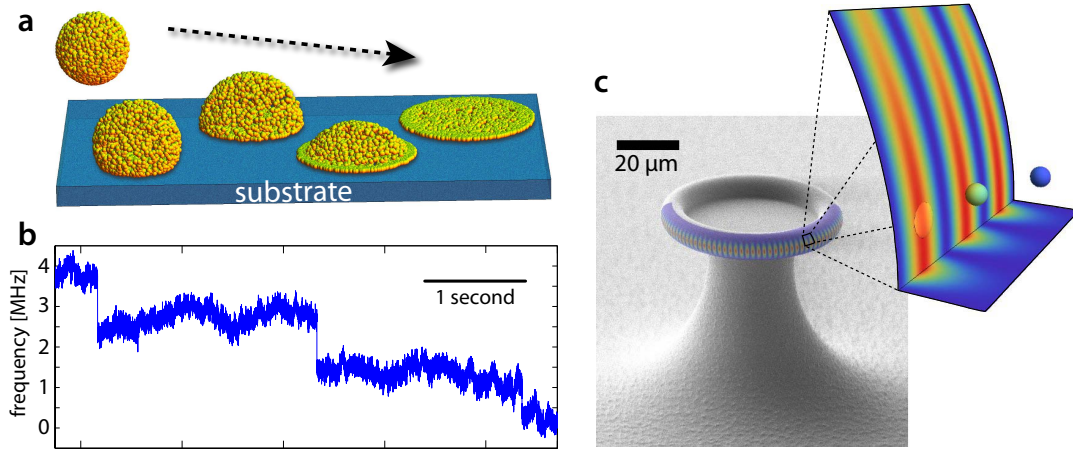 a
substrate
b
frequency [MHz]
4
3
2
1
0
1 second
c
20 μm